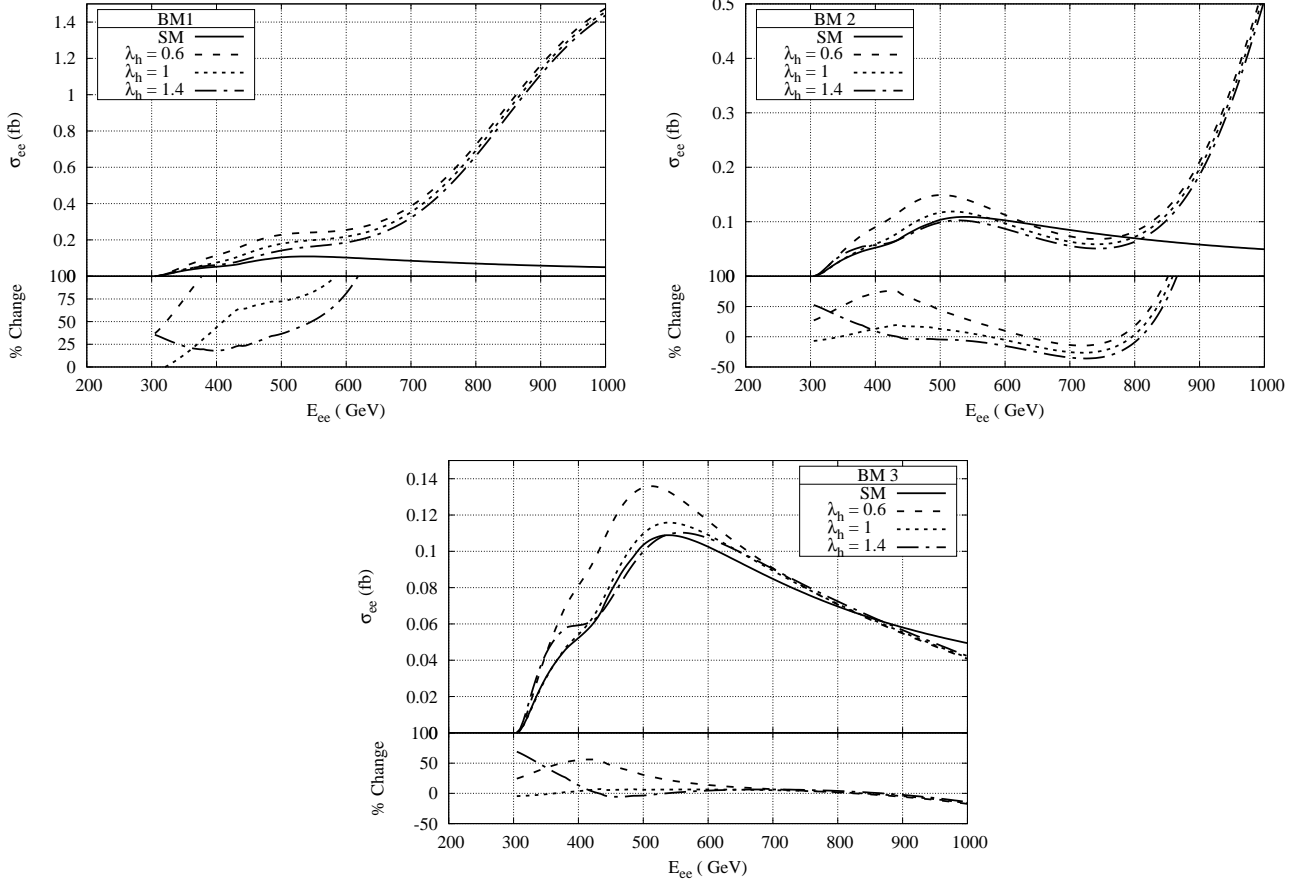 BM1
SM
λh = 0.6
λh = 1
λh = 1.4
σee (fb)
1.4
1.2
1
0.8
0.6
0.4
0.2
0
% Change
100
75
50
25
0
200 300 400 500 600 700 800 900 1000
Eee ( GeV)
BM 2
SM
λh = 0.6
λh = 1
λh = 1.4
σee (fb)
0.5
0.4
0.3
0.2
0.1
0
% Change
100
50
0
-50
200 300 400 500 600 700 800 900 1000
Eee ( GeV)
BM 3
SM
λh = 0.6
λh = 1
λh = 1.4
σee (fb)
0.14
0.12
0.1
0.08
0.06
0.04
0.02
0
% Change
100
50
0
-50
200 300 400 500 600 700 800 900 1000
Eee ( GeV)